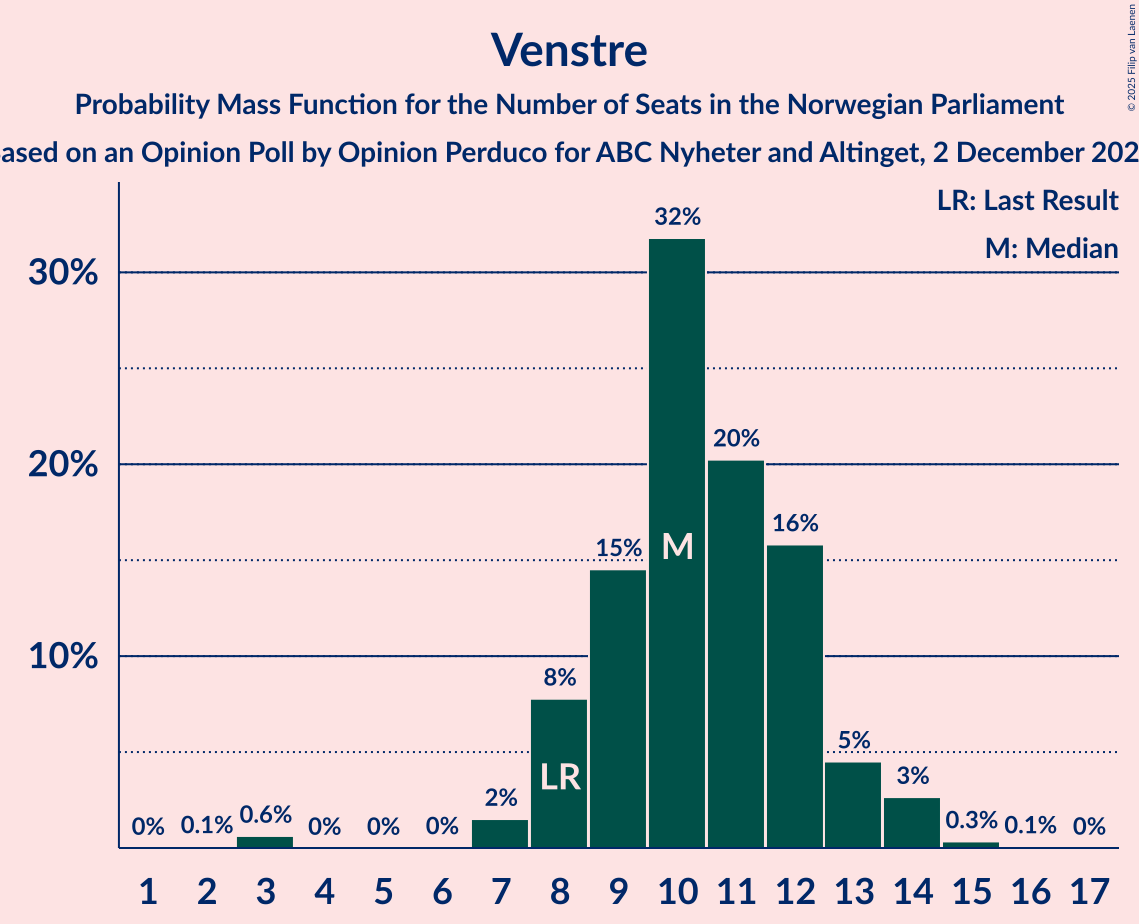 Venstre
Probability Mass Function for the Number of Seats in the Norwegian Parliament
ased on an Opinion Poll by Opinion Perduco for ABC Nyheter and Altinget, 2 December 202
© 2025 Filip van Laenen
LR: Last Result
M: Median
30%
20%
10%
0% 0.1% 0.6% 0% 0% 0% 2% 8% 15% 32% 20% 16% 5% 3% 0.3% 0.1% 0%
LR M
1 2 3 4 5 6 7 8 9 10 11 12 13 14 15 16 17